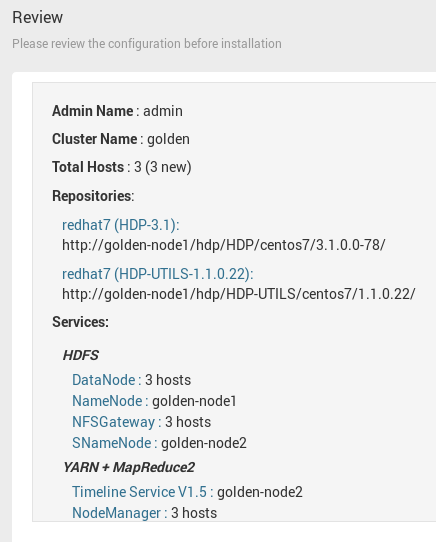 Review
Please review the configuration before installation
Admin Name : admin
Cluster Name : golden
Total Hosts : 3 (3 new)
Repositories:
redhat7 (HDP-3.1):
http://golden-node1/hdp/HDP/centos7/3.1.0.0-78/
redhat7 (HDP-UTILS-1.1.0.22):
http://golden-node1/hdp/HDP-UTILS/centos7/1.1.0.22/
Services:
HDFS
DataNode : 3 hosts
NameNode : golden-node1
NFSGateway : 3 hosts
SNameNode : golden-node2
YARN + MapReduce2
Timeline Service V1.5 : golden-node2
NodeManager : 3 hosts